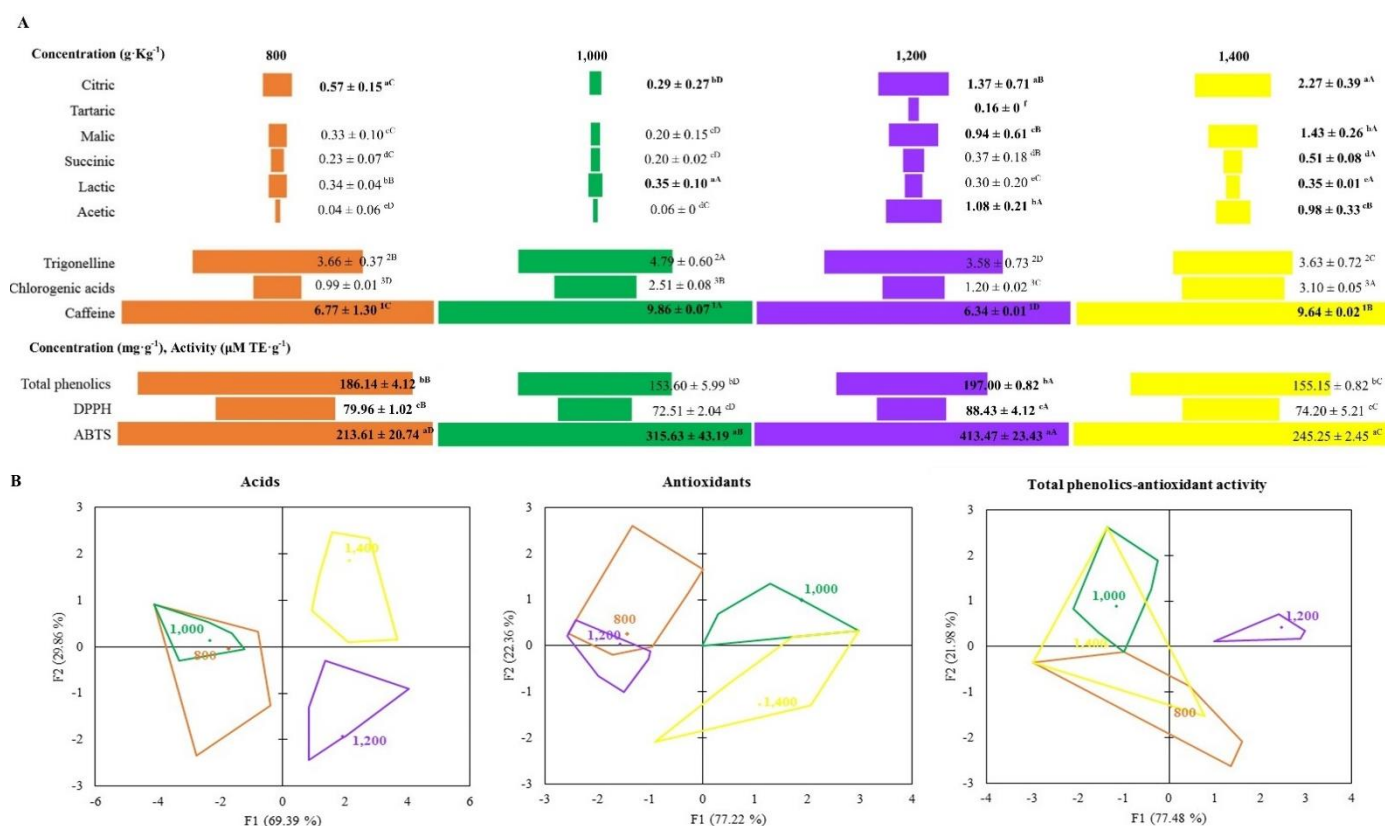 A
Concentration (g·Kg-1) 800 1,000 1,200 1,400
Citric 0.57 ± 0.15 aC 0.29 ± 0.27 bD 1.37 ± 0.71 aB 2.27 ± 0.39 aA
Tartaric 0.16 ± 0 f
Malic 0.33 ± 0.10 cC 0.20 ± 0.15 cD 0.94 ± 0.61 cB 1.43 ± 0.26 bA
Succinic 0.23 ± 0.07 dC 0.20 ± 0.02 cD 0.37 ± 0.18 dB 0.51 ± 0.08 dA
Lactic 0.34 ± 0.04 bB 0.35 ± 0.10 aA 0.30 ± 0.20 eC 0.35 ± 0.01 eA
Acetic 0.04 ± 0.06 eD 0.06 ± 0 dC 1.08 ± 0.21 bA 0.98 ± 0.33 cB
Trigonelline 3.66 ± 0.37 2B 4.79 ± 0.60 2A 3.58 ± 0.73 2D 3.63 ± 0.72 2C
Chlorogenic acids 0.99 ± 0.01 3D 2.51 ± 0.08 3B 1.20 ± 0.02 3C 3.10 ± 0.05 3A
Caffeine 6.77 ± 1.30 1C 9.86 ± 0.07 1A 6.34 ± 0.01 1D 9.64 ± 0.02 1B
Concentration (mg·g-1), Activity (µM TE·g-1)
Total phenolics 186.14 ± 4.12 bB 153.60 ± 5.99 bD 197.00 ± 0.82 bA 155.15 ± 0.82 bC
DPPH 79.96 ± 1.02 cB 72.51 ± 2.04 cD 88.43 ± 4.12 cA 74.20 ± 5.21 cC
ABTS 213.61 ± 20.74 aD 315.63 ± 43.19 aB 413.47 ± 23.43 aA 245.25 ± 2.45 aC
B
Acids Antioxidants Total phenolics-antioxidant activity
3
2
1
0
-1
-2
-3
F2 (29.86 %)
1,400
1,000
800
1,200
-6 -4 -2 0 2 4 6
F1 (69.39 %)
3
2
1
0
-1
-2
-3
F2 (22.36 %)
800
1,000
1,200
1,400
-3 -2 -1 0 1 2 3 4
F1 (77.22 %)
3
2
1
0
-1
-2
-3
F2 (21.98 %)
1,000
1,200
1,400
800
-4 -3 -2 -1 0 1 2 3 4
F1 (77.48 %)